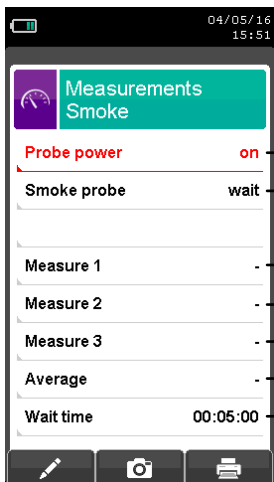 04/05/16
15:51
Measurements
Smoke
Probe power on
Smoke probe wait
Measure 1 -
Measure 2 -
Measure 3 -
Average -
Wait time 00:05:00